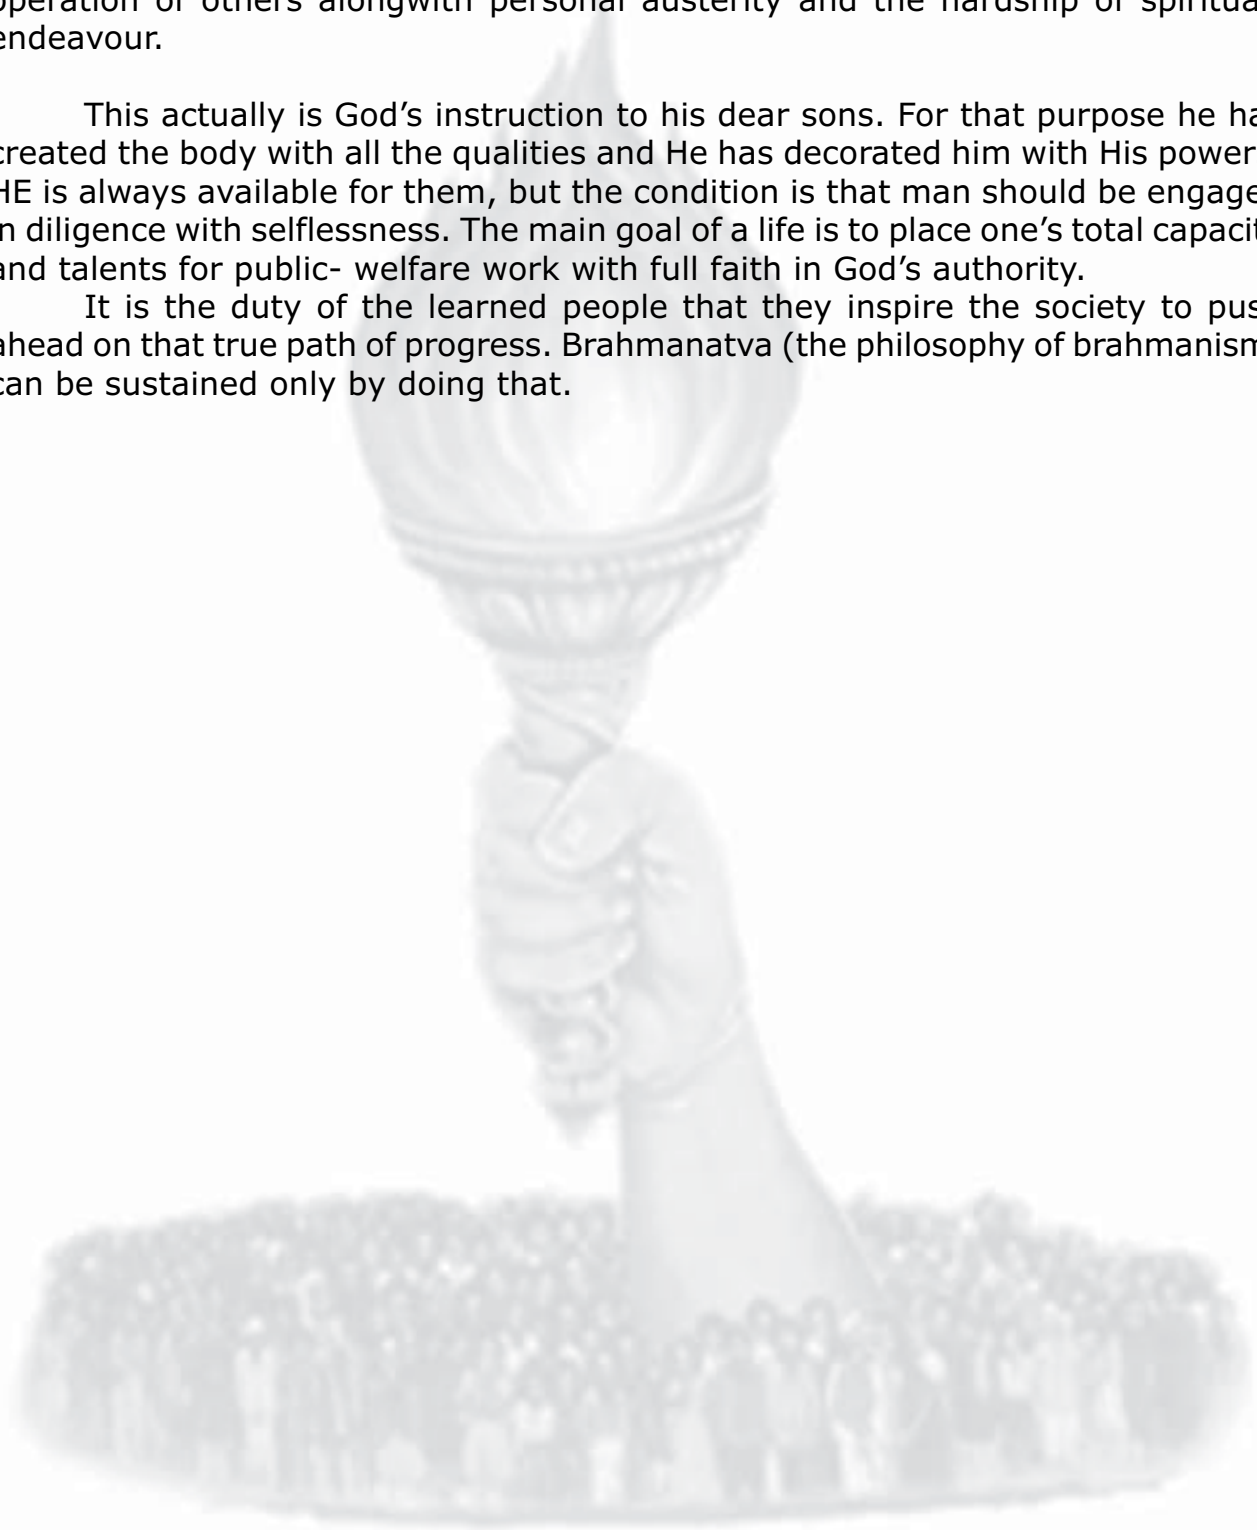 operation of others alongwith personal austerity and the hardship of spiritua
endeavour.
This actually is God’s instruction to his dear sons. For that purpose he ha
created the body with all the qualities and He has decorated him with His power
HE is always available for them, but the condition is that man should be engage
in diligence with selflessness. The main goal of a life is to place one’s total capacit
and talents for public- welfare work with full faith in God’s authority.
It is the duty of the learned people that they inspire the society to pus
ahead on that true path of progress. Brahmanatva (the philosophy of brahmanism
can be sustained only by doing that.